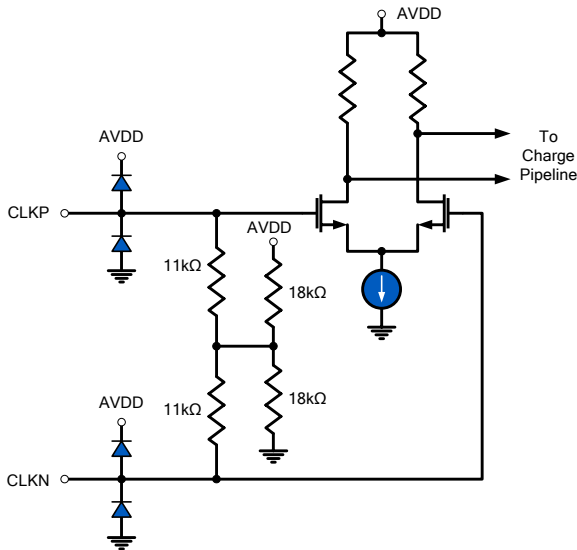 AVDD
AVDD
To
Charge
Pipeline
CLKP
AVDD
11kΩ
18kΩ
11kΩ
18kΩ
AVDD
CLKN